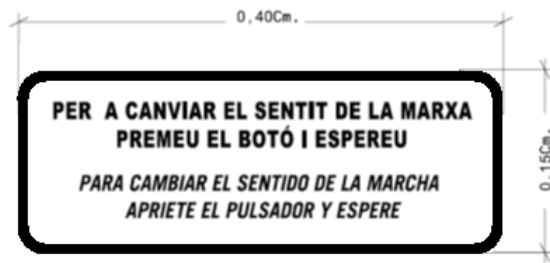 0,40Cm.
PER A CANVIAR EL SENTIT DE LA MARXA
PREMEU EL BOTÓ I ESPEREU
PARA CAMBIAR EL SENTIDO DE LA MARCHA
APRIETE EL PULSADOR Y ESPERE
0.15Cm.